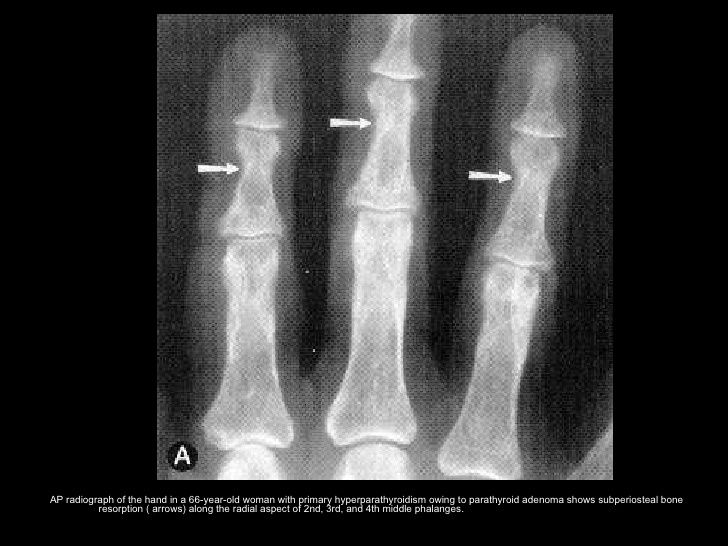 A
AP radiograph of the hand in a 66-year-old woman with primary hyperparathyroidism owing to parathyroid adenoma shows subperiosteal bone
resorption ( arrows) along the radial aspect of 2nd, 3rd, and 4th middle phalanges.